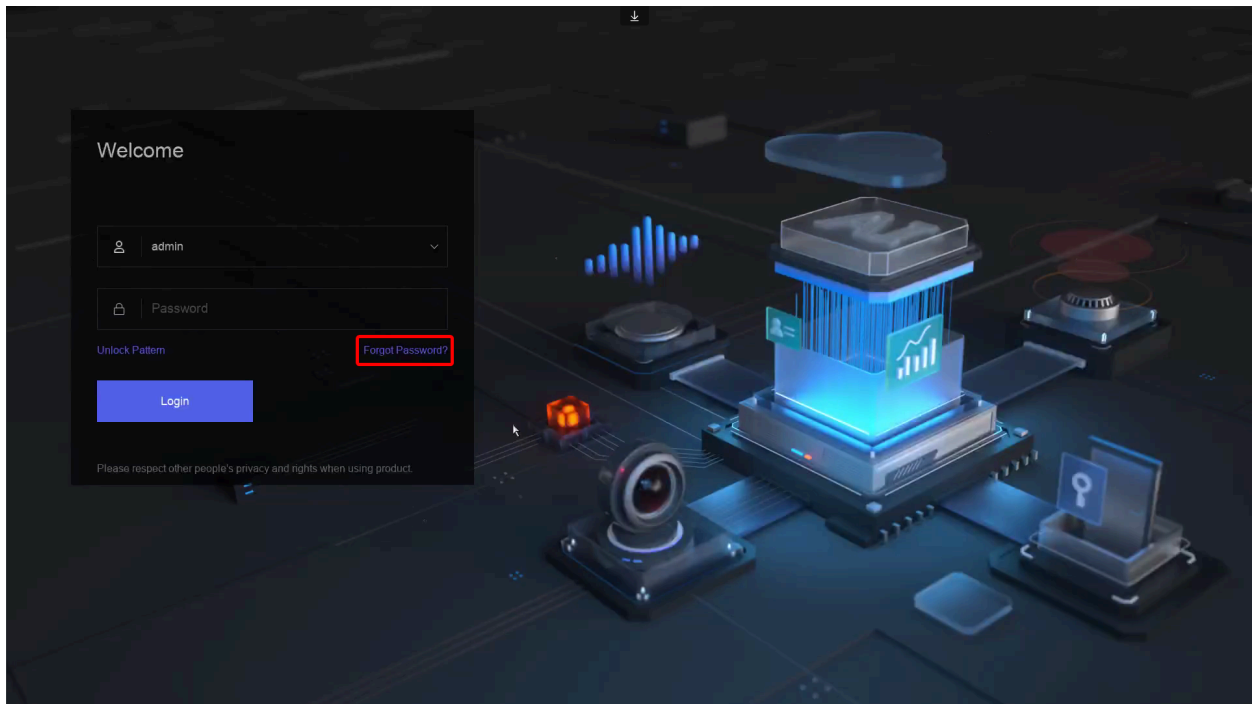 Welcome
admin
Password
Unlock Pattern
Forgot Password?
Login
Please respect other people's privacy and rights when using product.